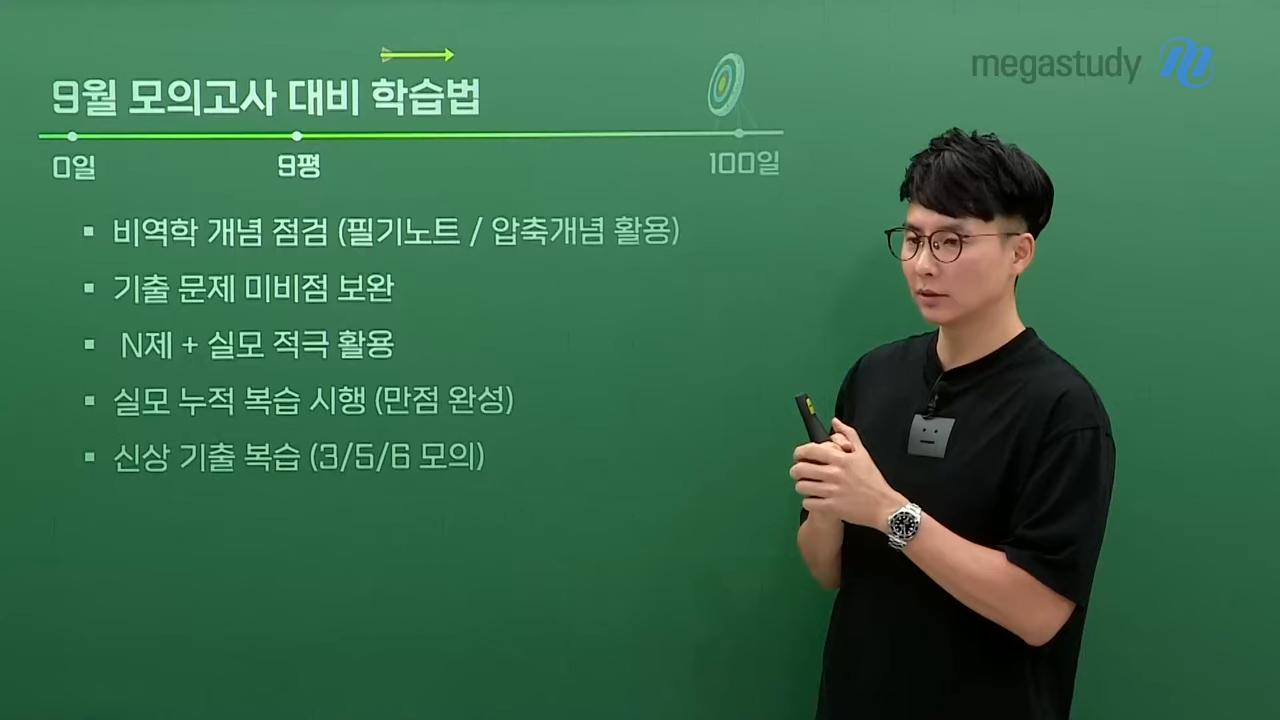 megastudy
9월 모의고사 대비 학습법
0일 9평 100일
▪ 비역학 개념 점검 (필기노트 / 압축개념 활용)
▪ 기출 문제 미비점 보완
▪ N제 + 실모 적극 활용
▪ 실모 누적 복습 시행 (만점 완성)
▪ 신상 기출 복습 (3/5/6 모의)